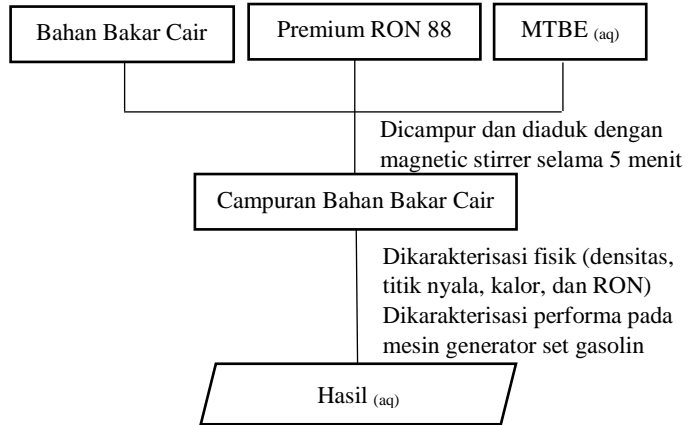 Bahan Bakar Cair
Premium RON 88
MTBE (aq)
Dicampur dan diaduk dengan
magnetic stirrer selama 5 menit
Campuran Bahan Bakar Cair
Dikarakterisasi fisik (densitas,
titik nyala, kalor, dan RON)
Dikarakterisasi performa pada
mesin generator set gasolin
Hasil (aq)